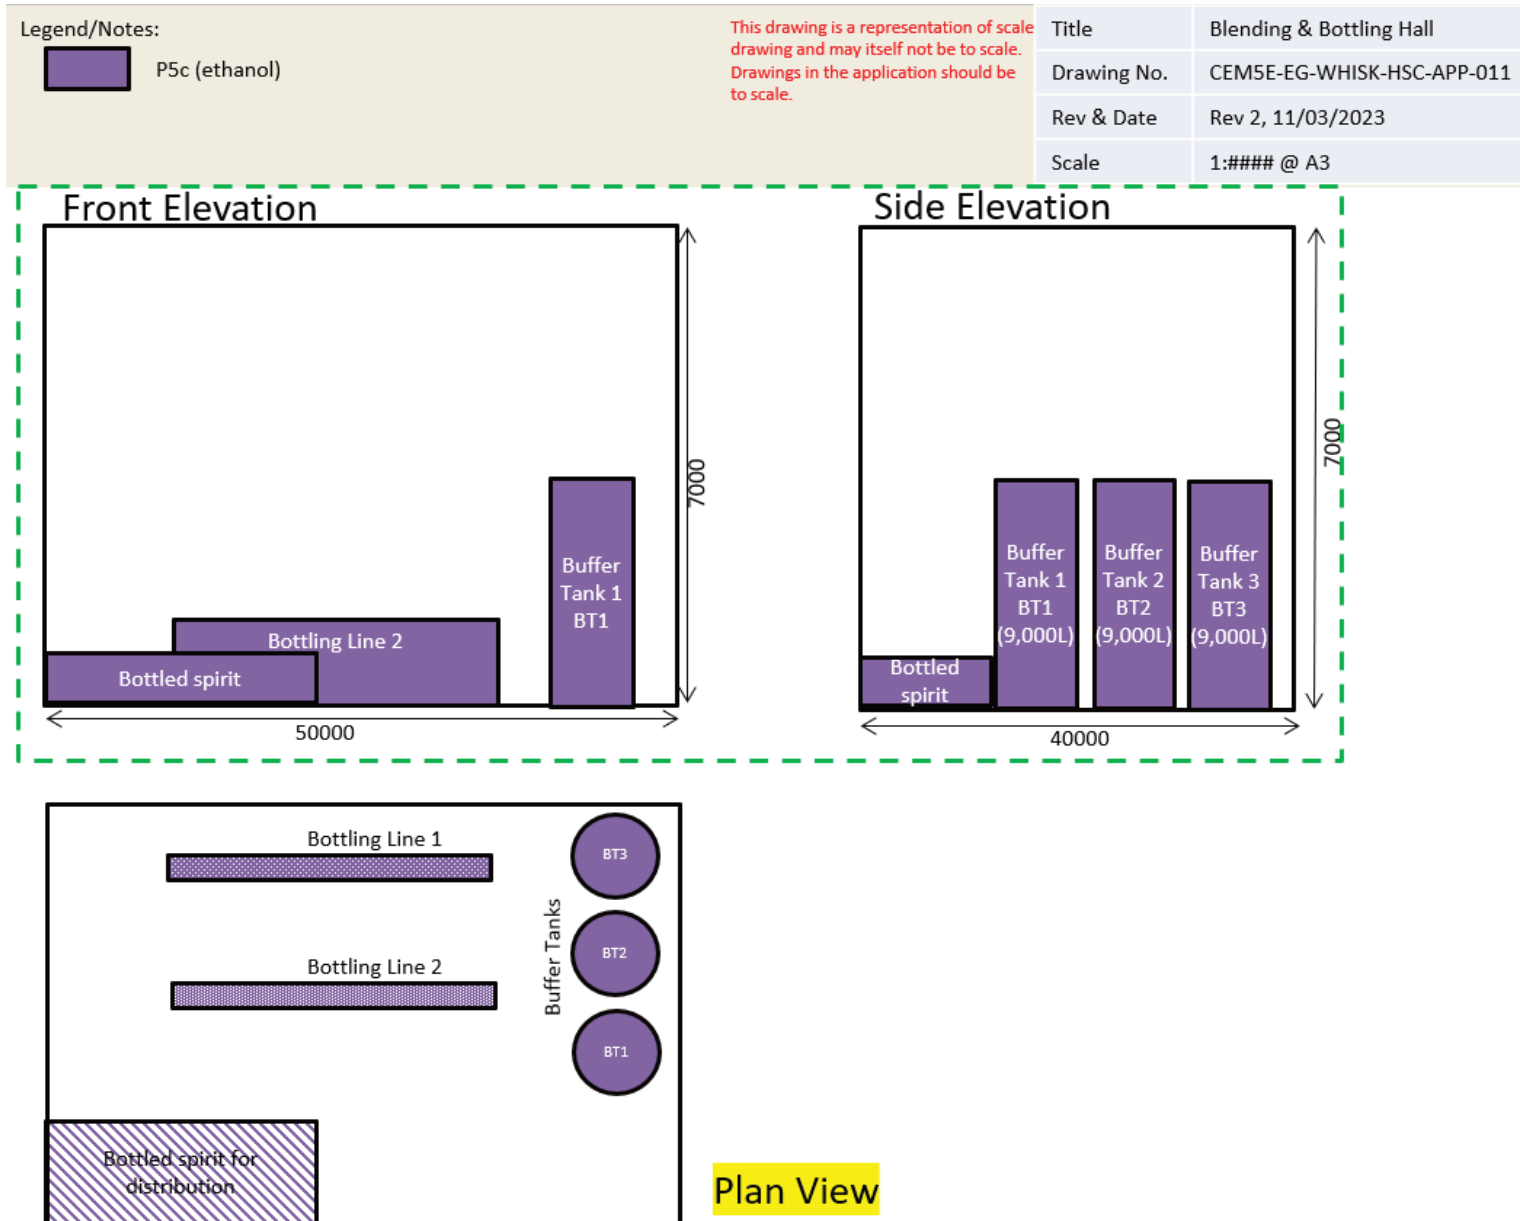 Legend/Notes:
P5c (ethanol)
This drawing is a representation of scale
drawing and may itself not be to scale.
Drawings in the application should be
to scale.
Title Blending & Bottling Hall
Drawing No. CEM5E-EG-WHISK-HSC-APP-011
Rev & Date Rev 2, 11/03/2023
Scale 1:#### @ A3
Front Elevation
7000
Buffer
Tank 1
BT1
Bottling Line 2
Bottled spirit
50000
Side Elevation
7000
Buffer
Tank 1
BT1
(9,000L)
Buffer
Tank 2
BT2
(9,000L)
Buffer
Tank 3
BT3
(9,000L)
Bottled
spirit
40000
Bottling Line 1
Bottling Line 2
Buffer Tanks
BT3
BT2
BT1
Bottled spirit for
distribution
Plan View